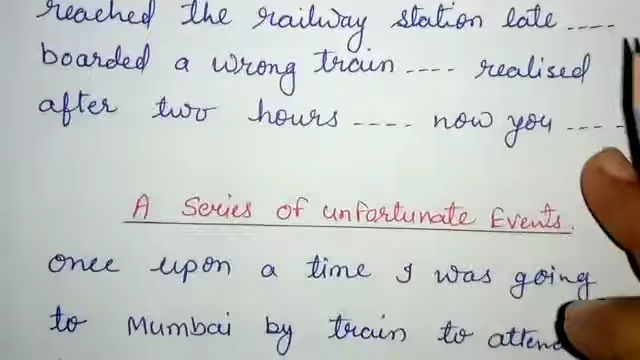 reached the railway station late ----
boarded a wrong train ---- realised
after two hours ---- now you ----
A Series of unfortunate Events.
once upon a time I was going
to Mumbai by train to attend